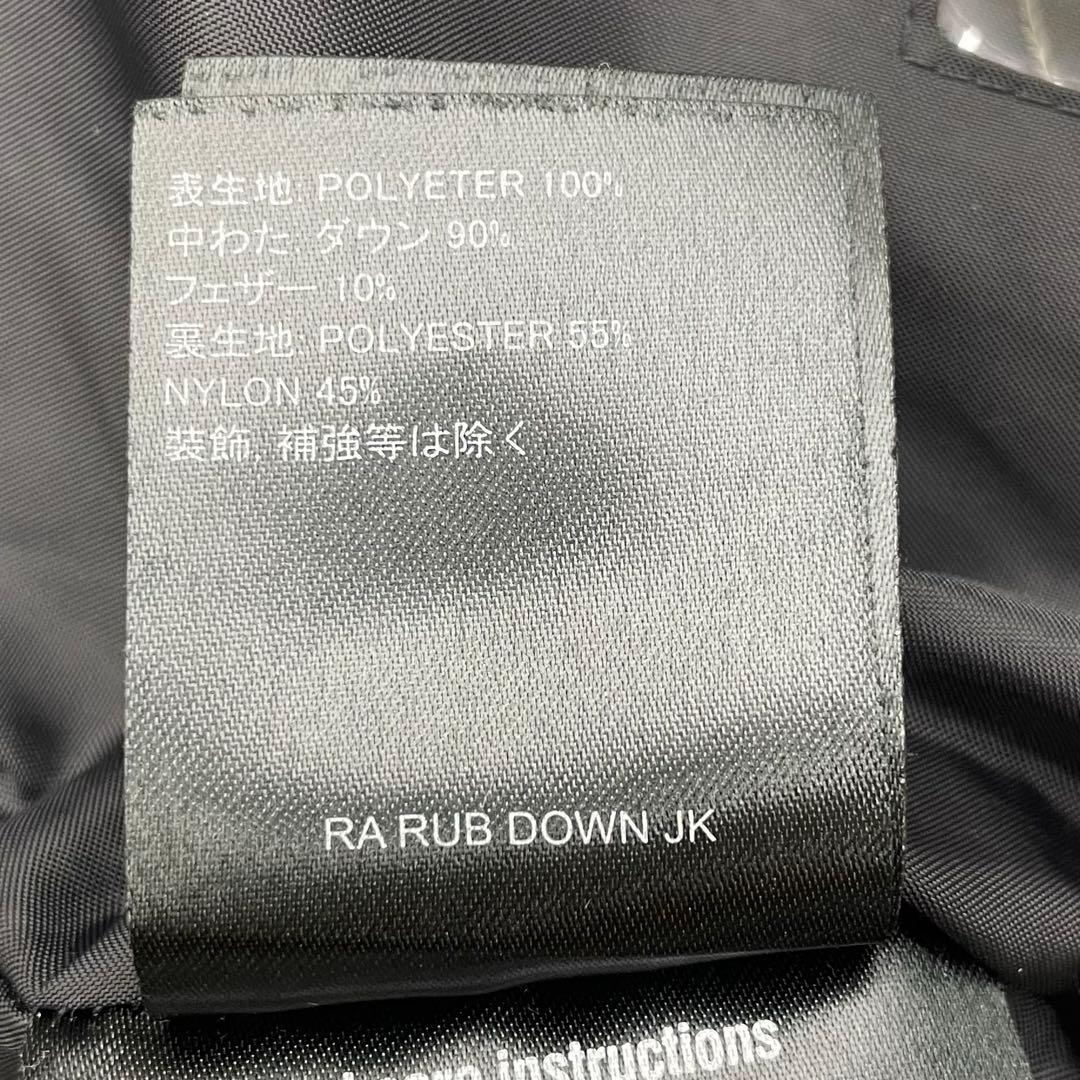 表生地: POLYETER 100%
中わた. ダウン 90%
フェザー 10%
裏生地: POLYESTER 55%
NYLON 45%
装飾, 補強等は除く
RA RUB DOWN JK
care instructions